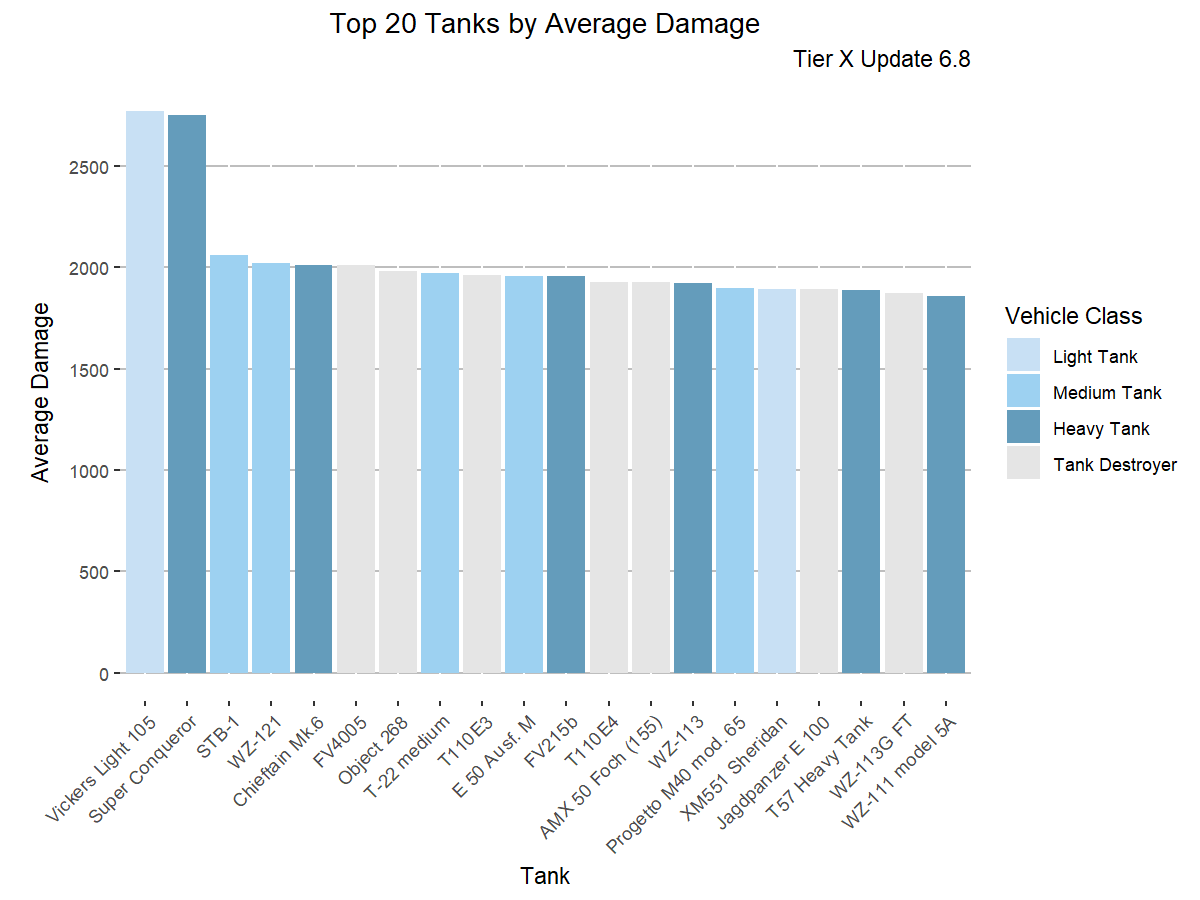 Top 20 Tanks by Average Damage
Tier X Update 6.8
Average Damage
2500
2000
1500
1000
500
0
Vickers Light 105
Super Conqueror
STB-1
WZ-121
Chieftain Mk.6
FV4005
Object 268
T-22 medium
T110E3
E 50 Ausf. M
FV215b
T110E4
AMX 50 Foch (155)
WZ-113
Progetto M40 mod. 65
XM551 Sheridan
Jagdpanzer E 100
T57 Heavy Tank
WZ-113G FT
WZ-111 model 5A
Tank
Vehicle Class
Light Tank
Medium Tank
Heavy Tank
Tank Destroyer